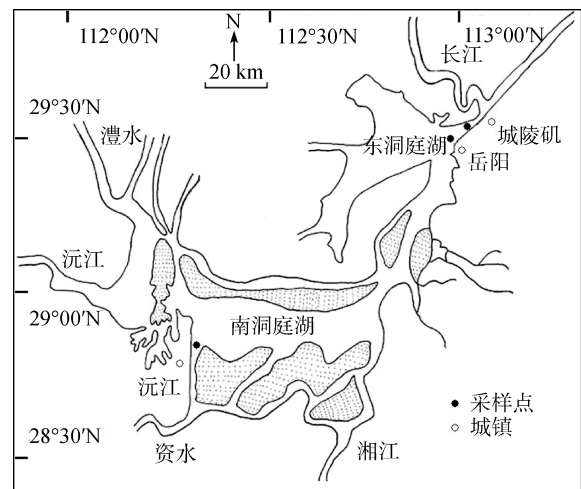 112°00′N
112°30′N
113°00′N
N
20 km
长江
29°30′N
澧水
东洞庭湖
城陵矶
岳阳
沅江
29°00′N
南洞庭湖
沅江
采样点
城镇
28°30′N
资水
湘江